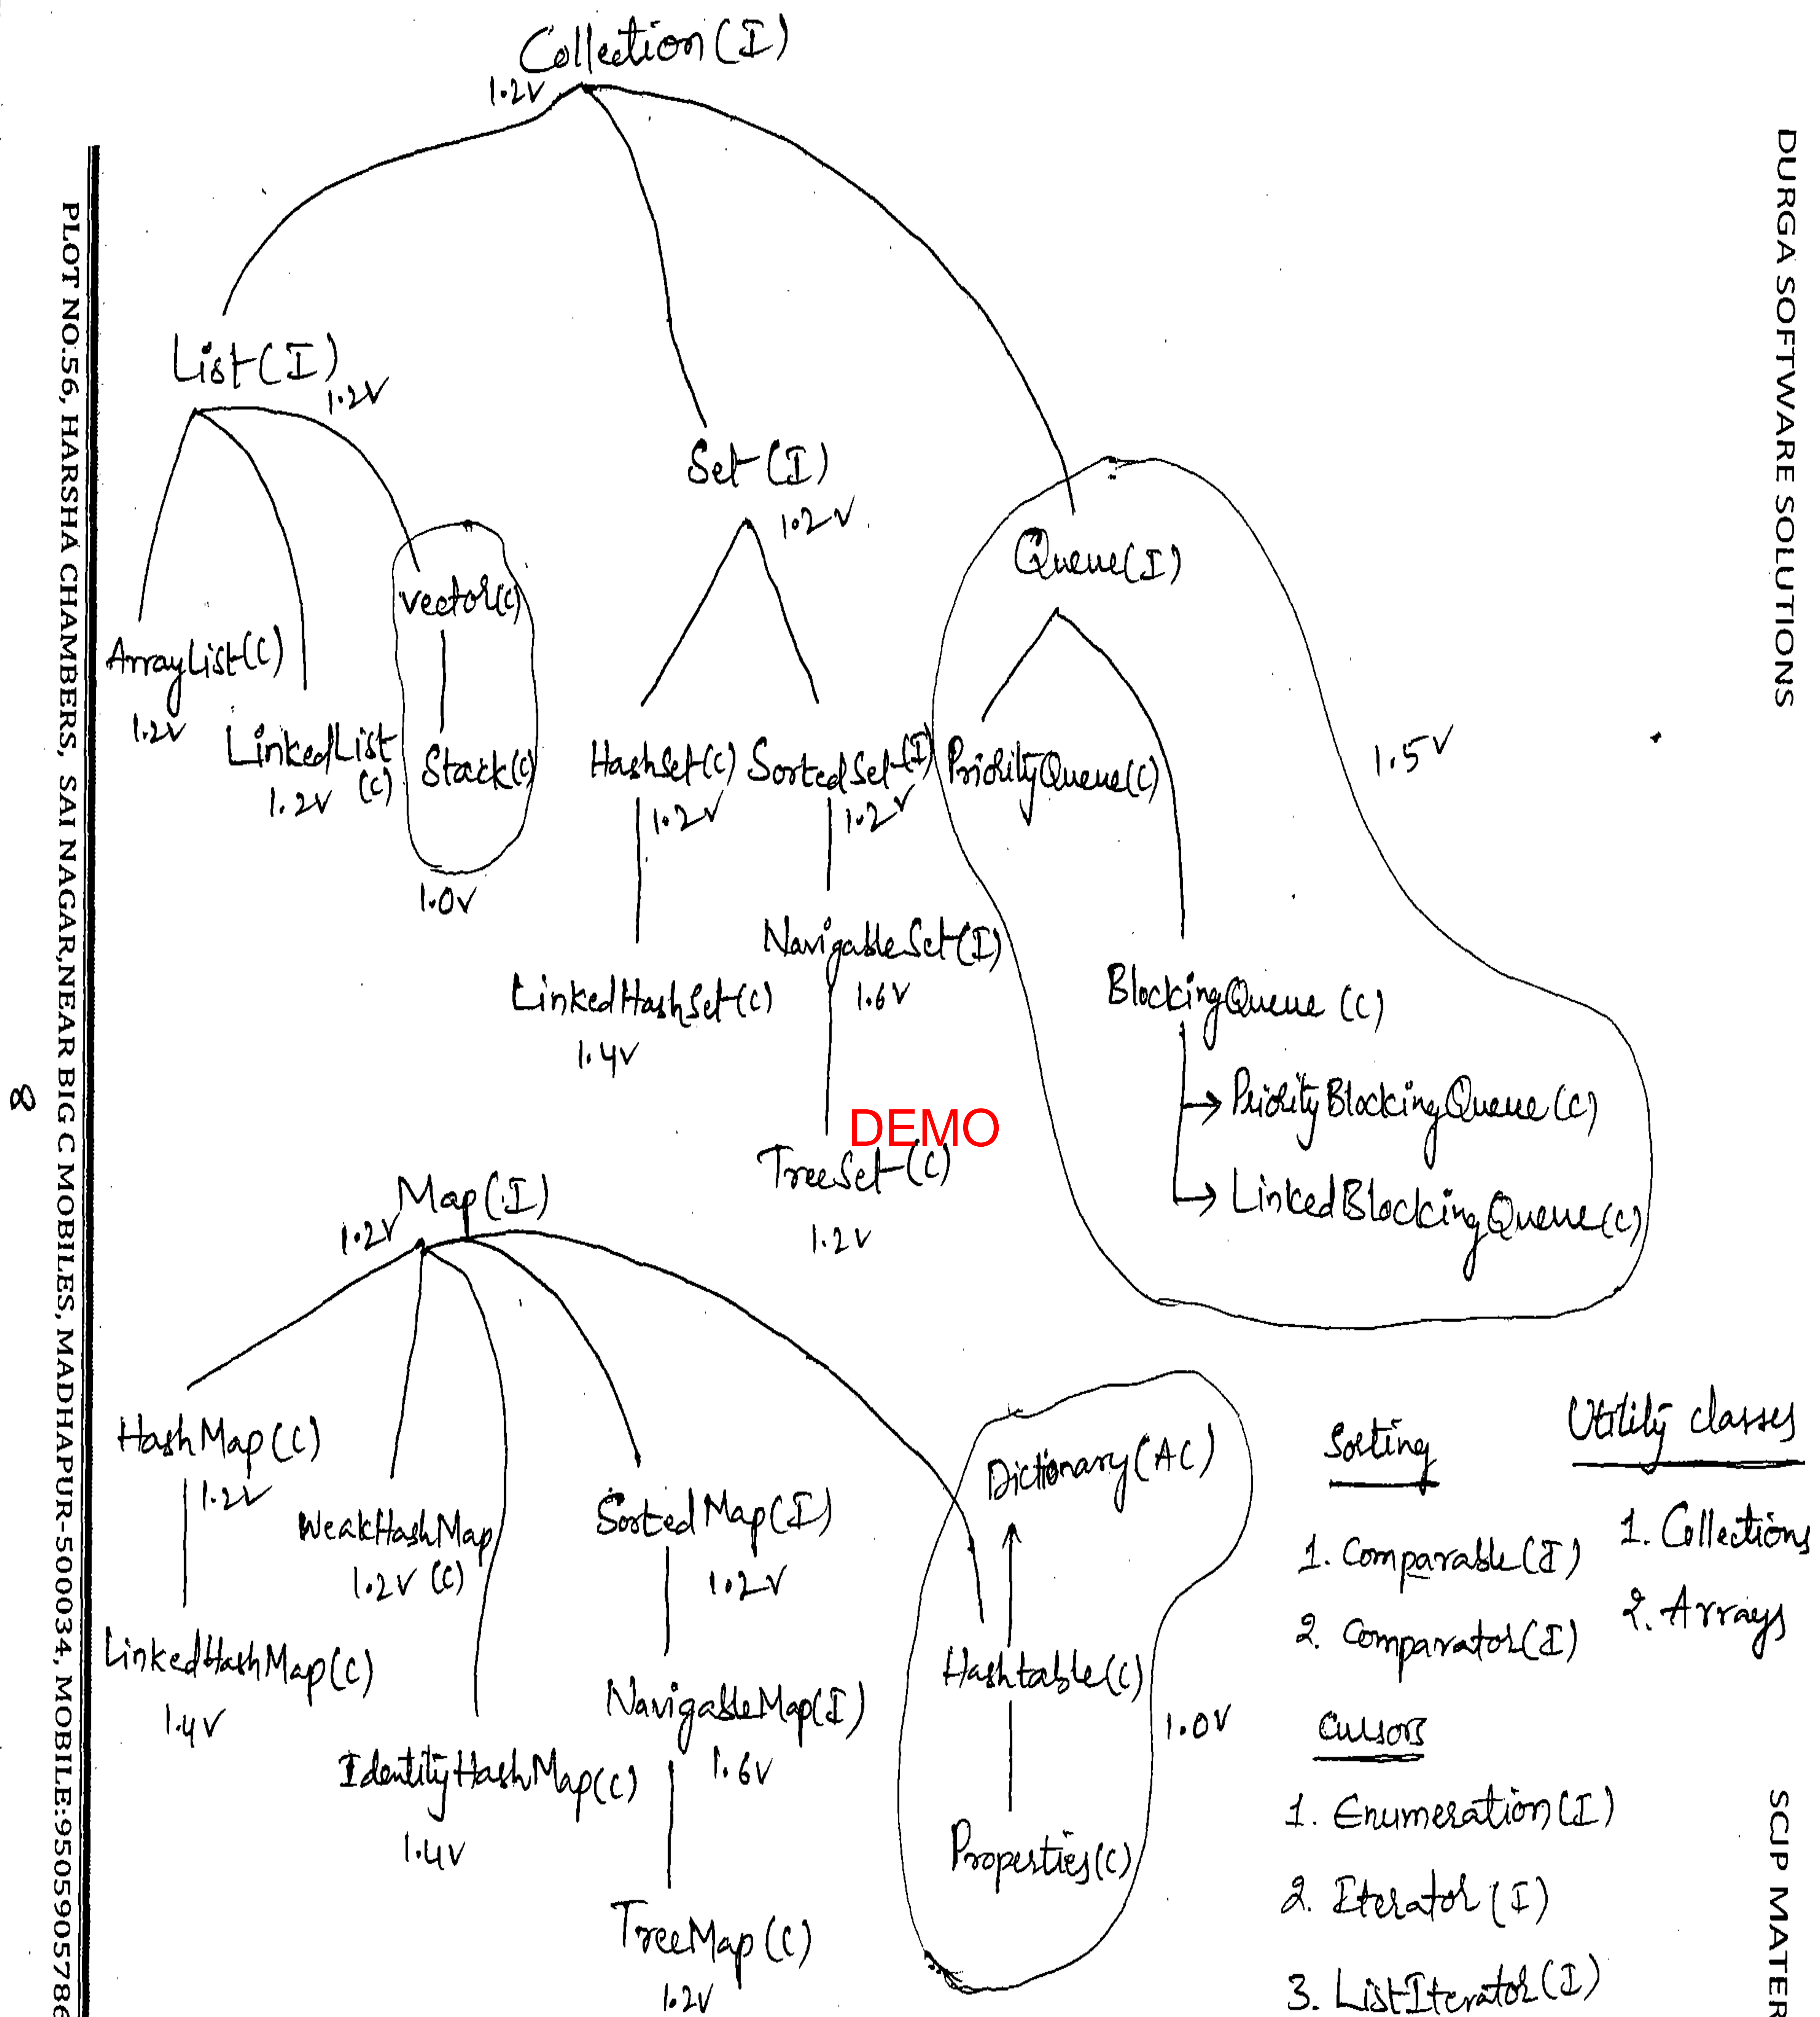 Collection(I)
1.2V
List(I)
1.2V
Set(I)
1.2V
Queue(I)
Vector(C)
ArrayList(C)
1.2V
LinkedList
(C)
1.2V
Stack(C)
1.0V
HashSet(C)
1.2V
SortedSet(I)
1.2V
PriorityQueue(C)
1.5V
NavigableSet(I)
1.6V
LinkedHashSet(C)
1.4V
BlockingQueue (C)
→ PriorityBlockingQueue(C)
→ LinkedBlockingQueue(C)
DEMO
TreeSet(C)
1.2V
Map(I)
1.2V
HashMap(C)
1.2V
WeakHashMap
1.2V (C)
SortedMap(I)
1.2V
Dictionary(AC)
LinkedHashMap(C)
1.4V
NavigableMap(I)
1.6V
Hashtable(C)
1.0V
IdentityHashMap(C)
1.4V
Properties(C)
TreeMap(C)
1.2V
Sorting
1. Comparable(I)
2. Comparator(I)
Utility classes
1. Collections
2. Arrays
Cursors
1. Enumeration(I)
2. Iterator(I)
3. ListIterator(I)
DURGA SOFTWARE SOLUTIONS
SCJP MATER
PLOT NO:56, HARSHA CHAMBERS, SAI NAGAR,NEAR BIG C MOBILES, MADHAPUR-500034, MOBILE:9505905786
8